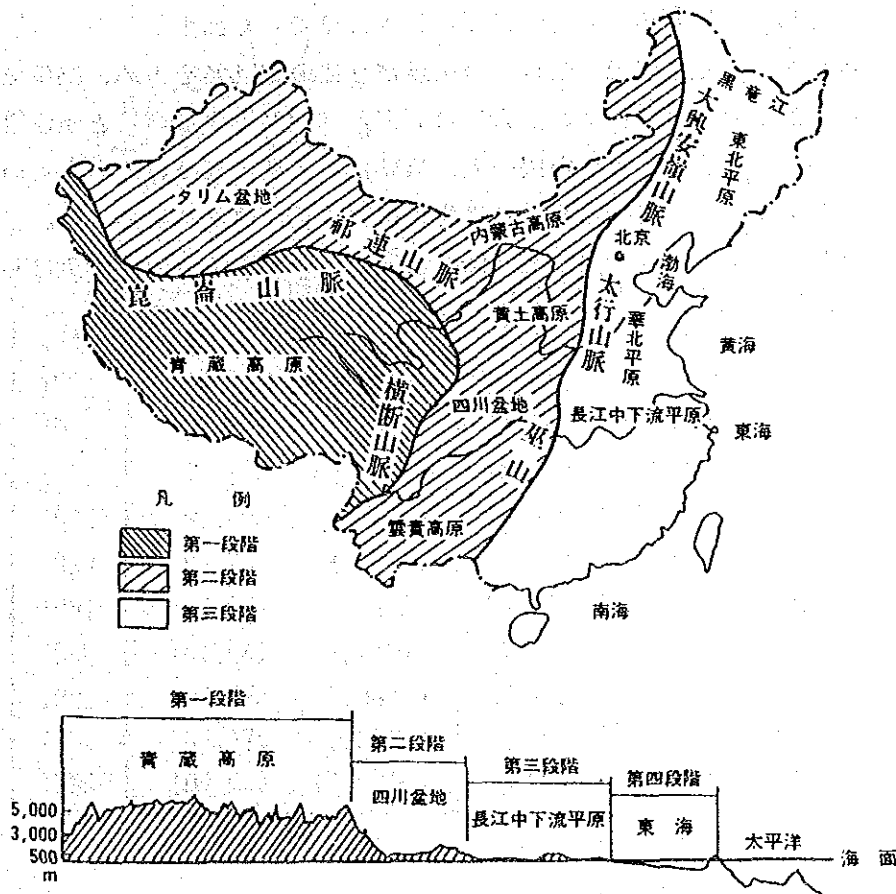 黒竜江
大興安嶺山脈
東北平原
タリム盆地
祁連山脈
内蒙古高原
北京
渤海
崑崙山脈
太行山脈
黄土高原
華北平原
黄海
青蔵高原
横断山脈
四川盆地
長江中下流平原
東海
巫山
雲貴高原
南海
凡 例
第一段階
第二段階
第三段階
第一段階
青蔵高原
第二段階
四川盆地
第三段階
長江中下流平原
第四段階
東海
太平洋
海面
5,000
3,000
500
m